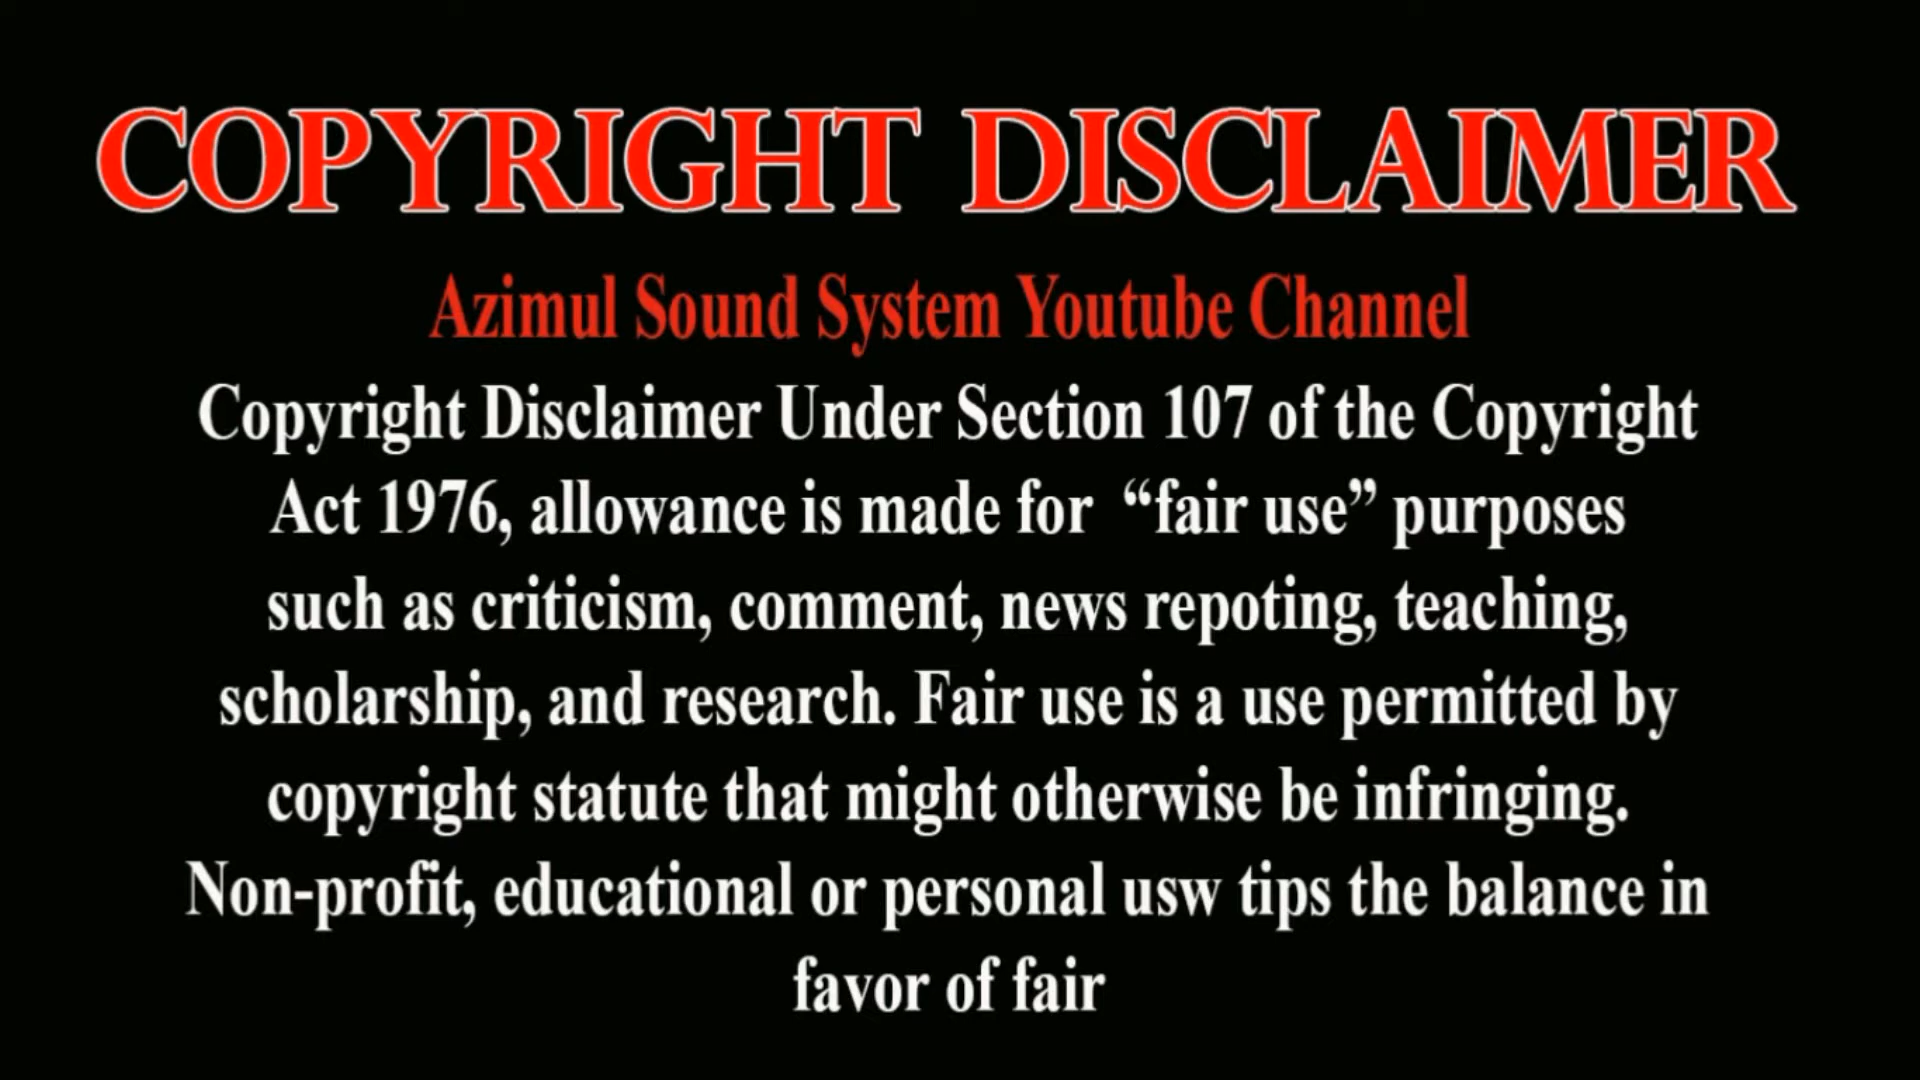 COPYRIGHT DISCLAIMER
Azimul Sound System Youtube Channel
Copyright Disclaimer Under Section 107 of the Copyright
Act 1976, allowance is made for “fair use” purposes
such as criticism, comment, news repoting, teaching,
scholarship, and research. Fair use is a use permitted by
copyright statute that might otherwise be infringing.
Non-profit, educational or personal usw tips the balance in
favor of fair